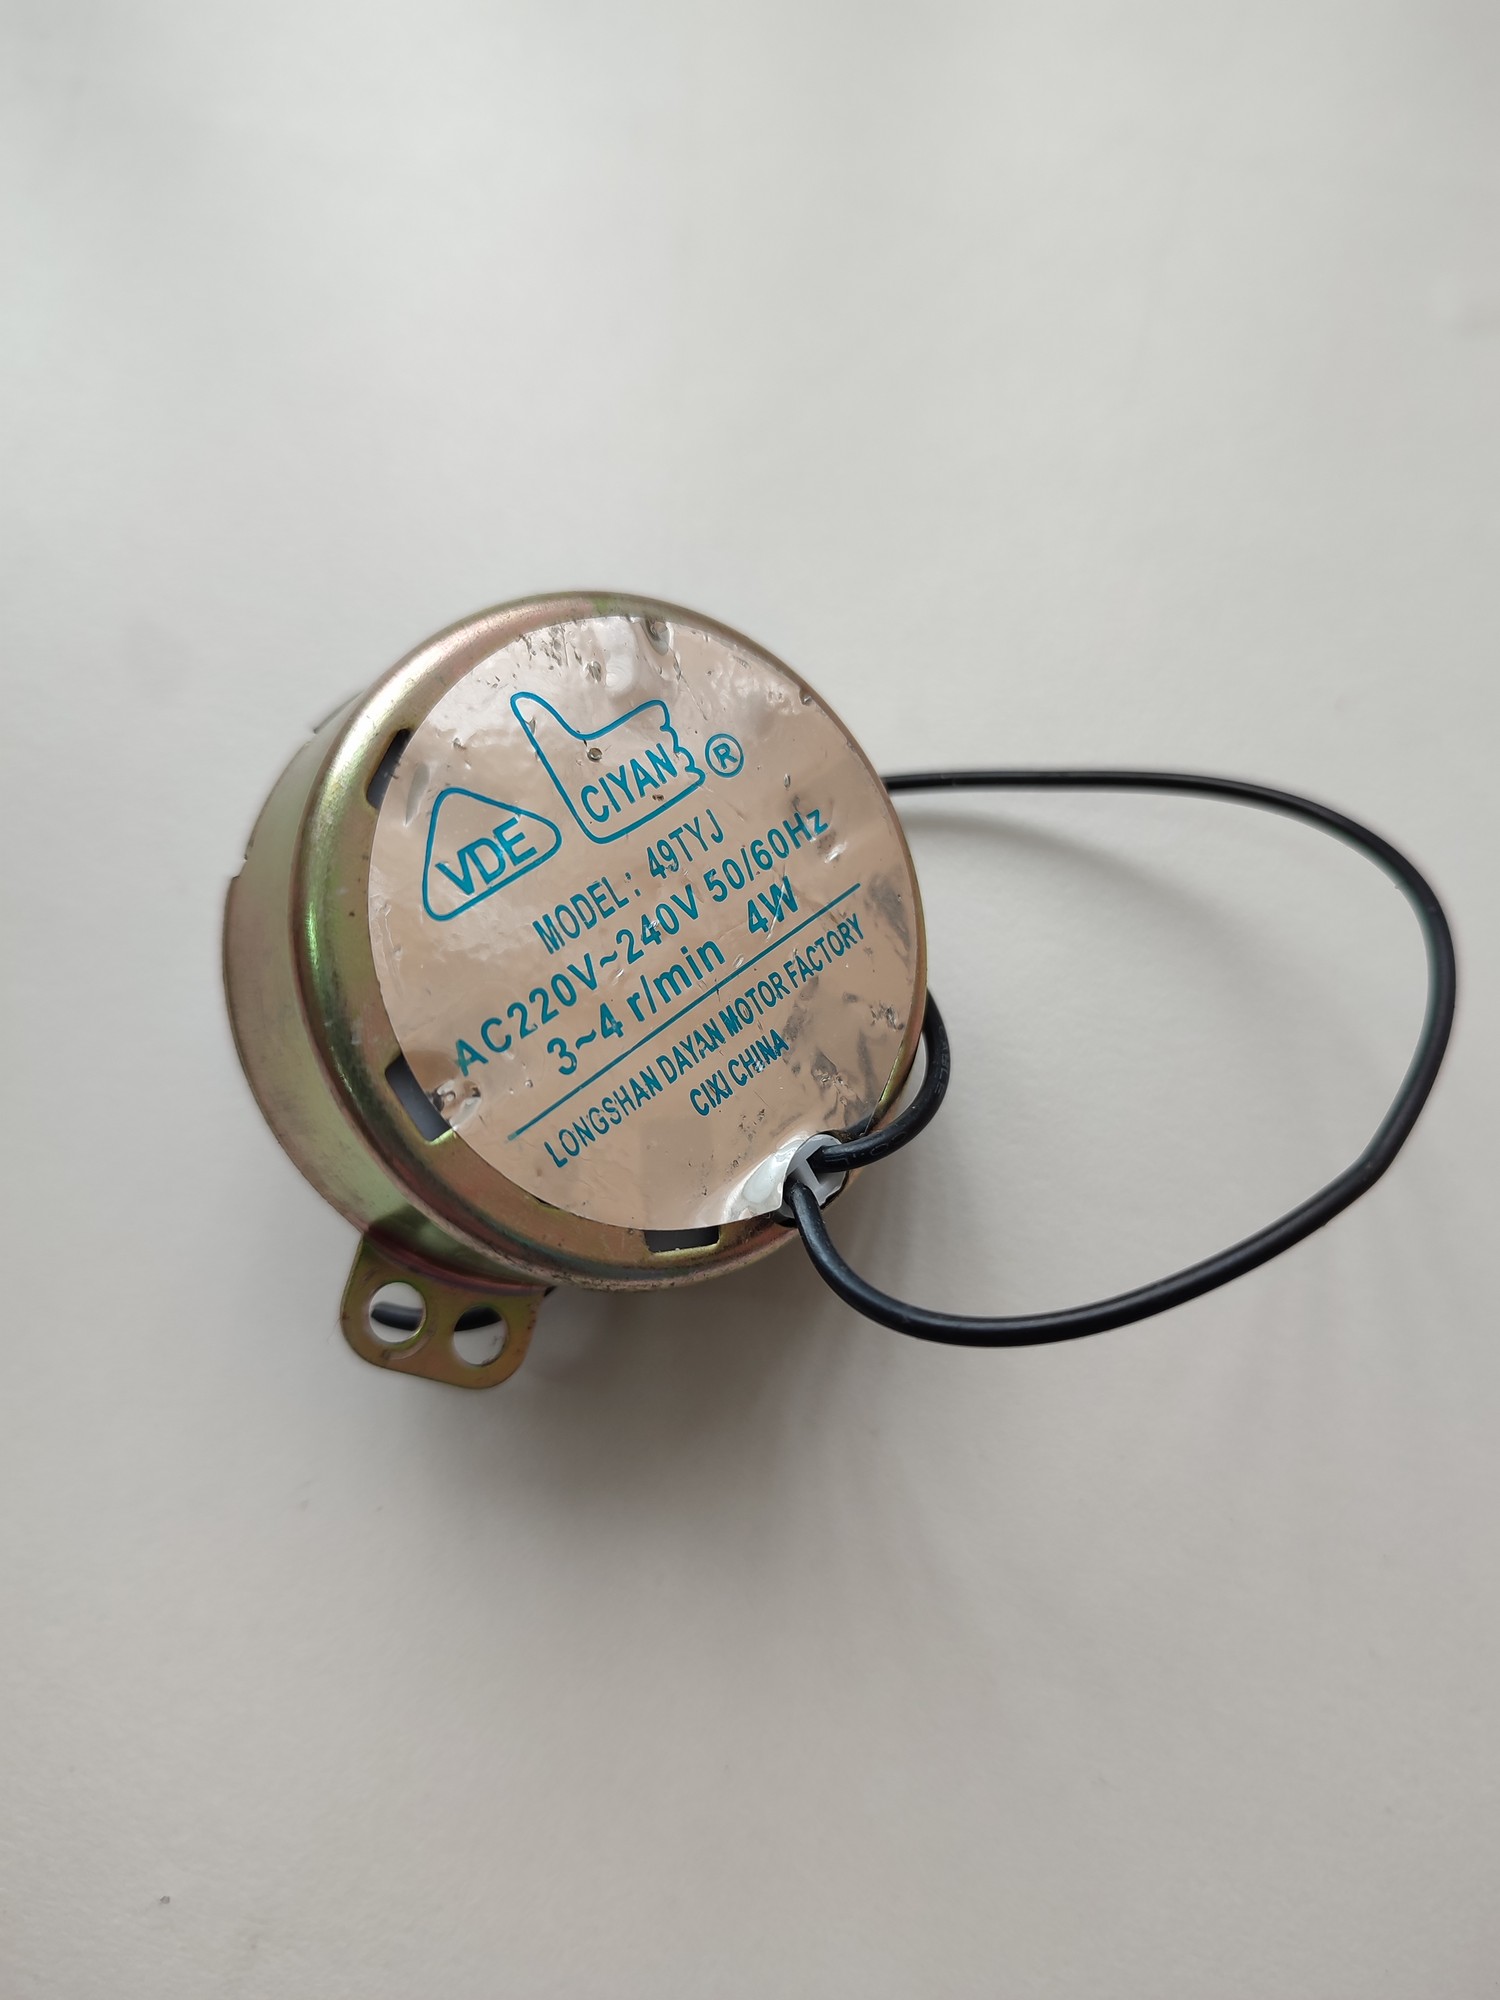 CIYAN ®
VDE
MODEL: 49TYJ
AC220V~240V 50/60Hz
3~4 r/min 4W
LONGSHAN DAYAN MOTOR FACTORY
CIXI CHINA